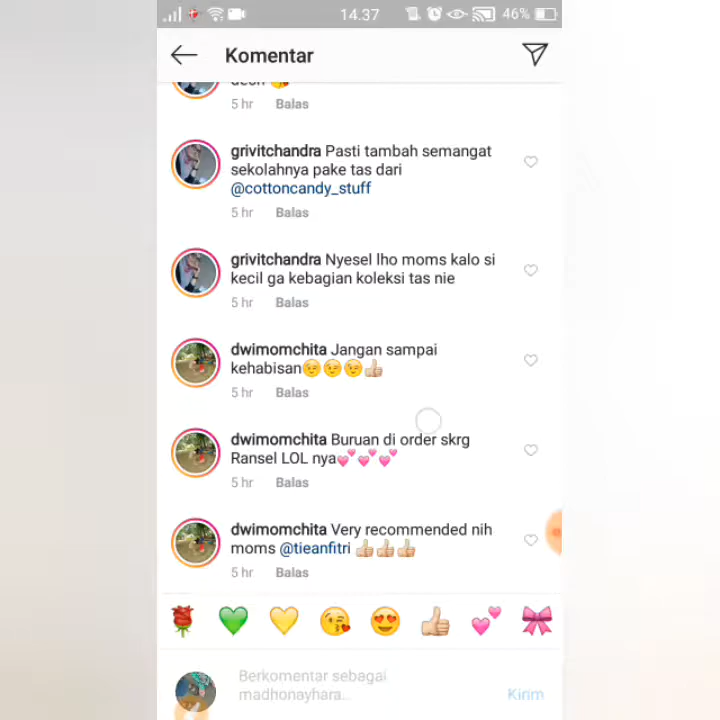 14.37
46%
Komentar
5 hr Balas
grivitchandra Pasti tambah semangat
sekolahnya pake tas dari
@cottoncandy_stuff
5 hr Balas
grivitchandra Nyesel lho moms kalo si
kecil ga kebagian koleksi tas nie
5 hr Balas
dwimomchita Jangan sampai
kehabisan😉😉😉👍
5 hr Balas
dwimomchita Buruan di order skrg
Ransel LOL nya💕💕💕
5 hr Balas
dwimomchita Very recommended nih
moms @tieanfitri 👍👍👍
5 hr Balas
Berkomentar sebagai
madhonayhara..
Kirim